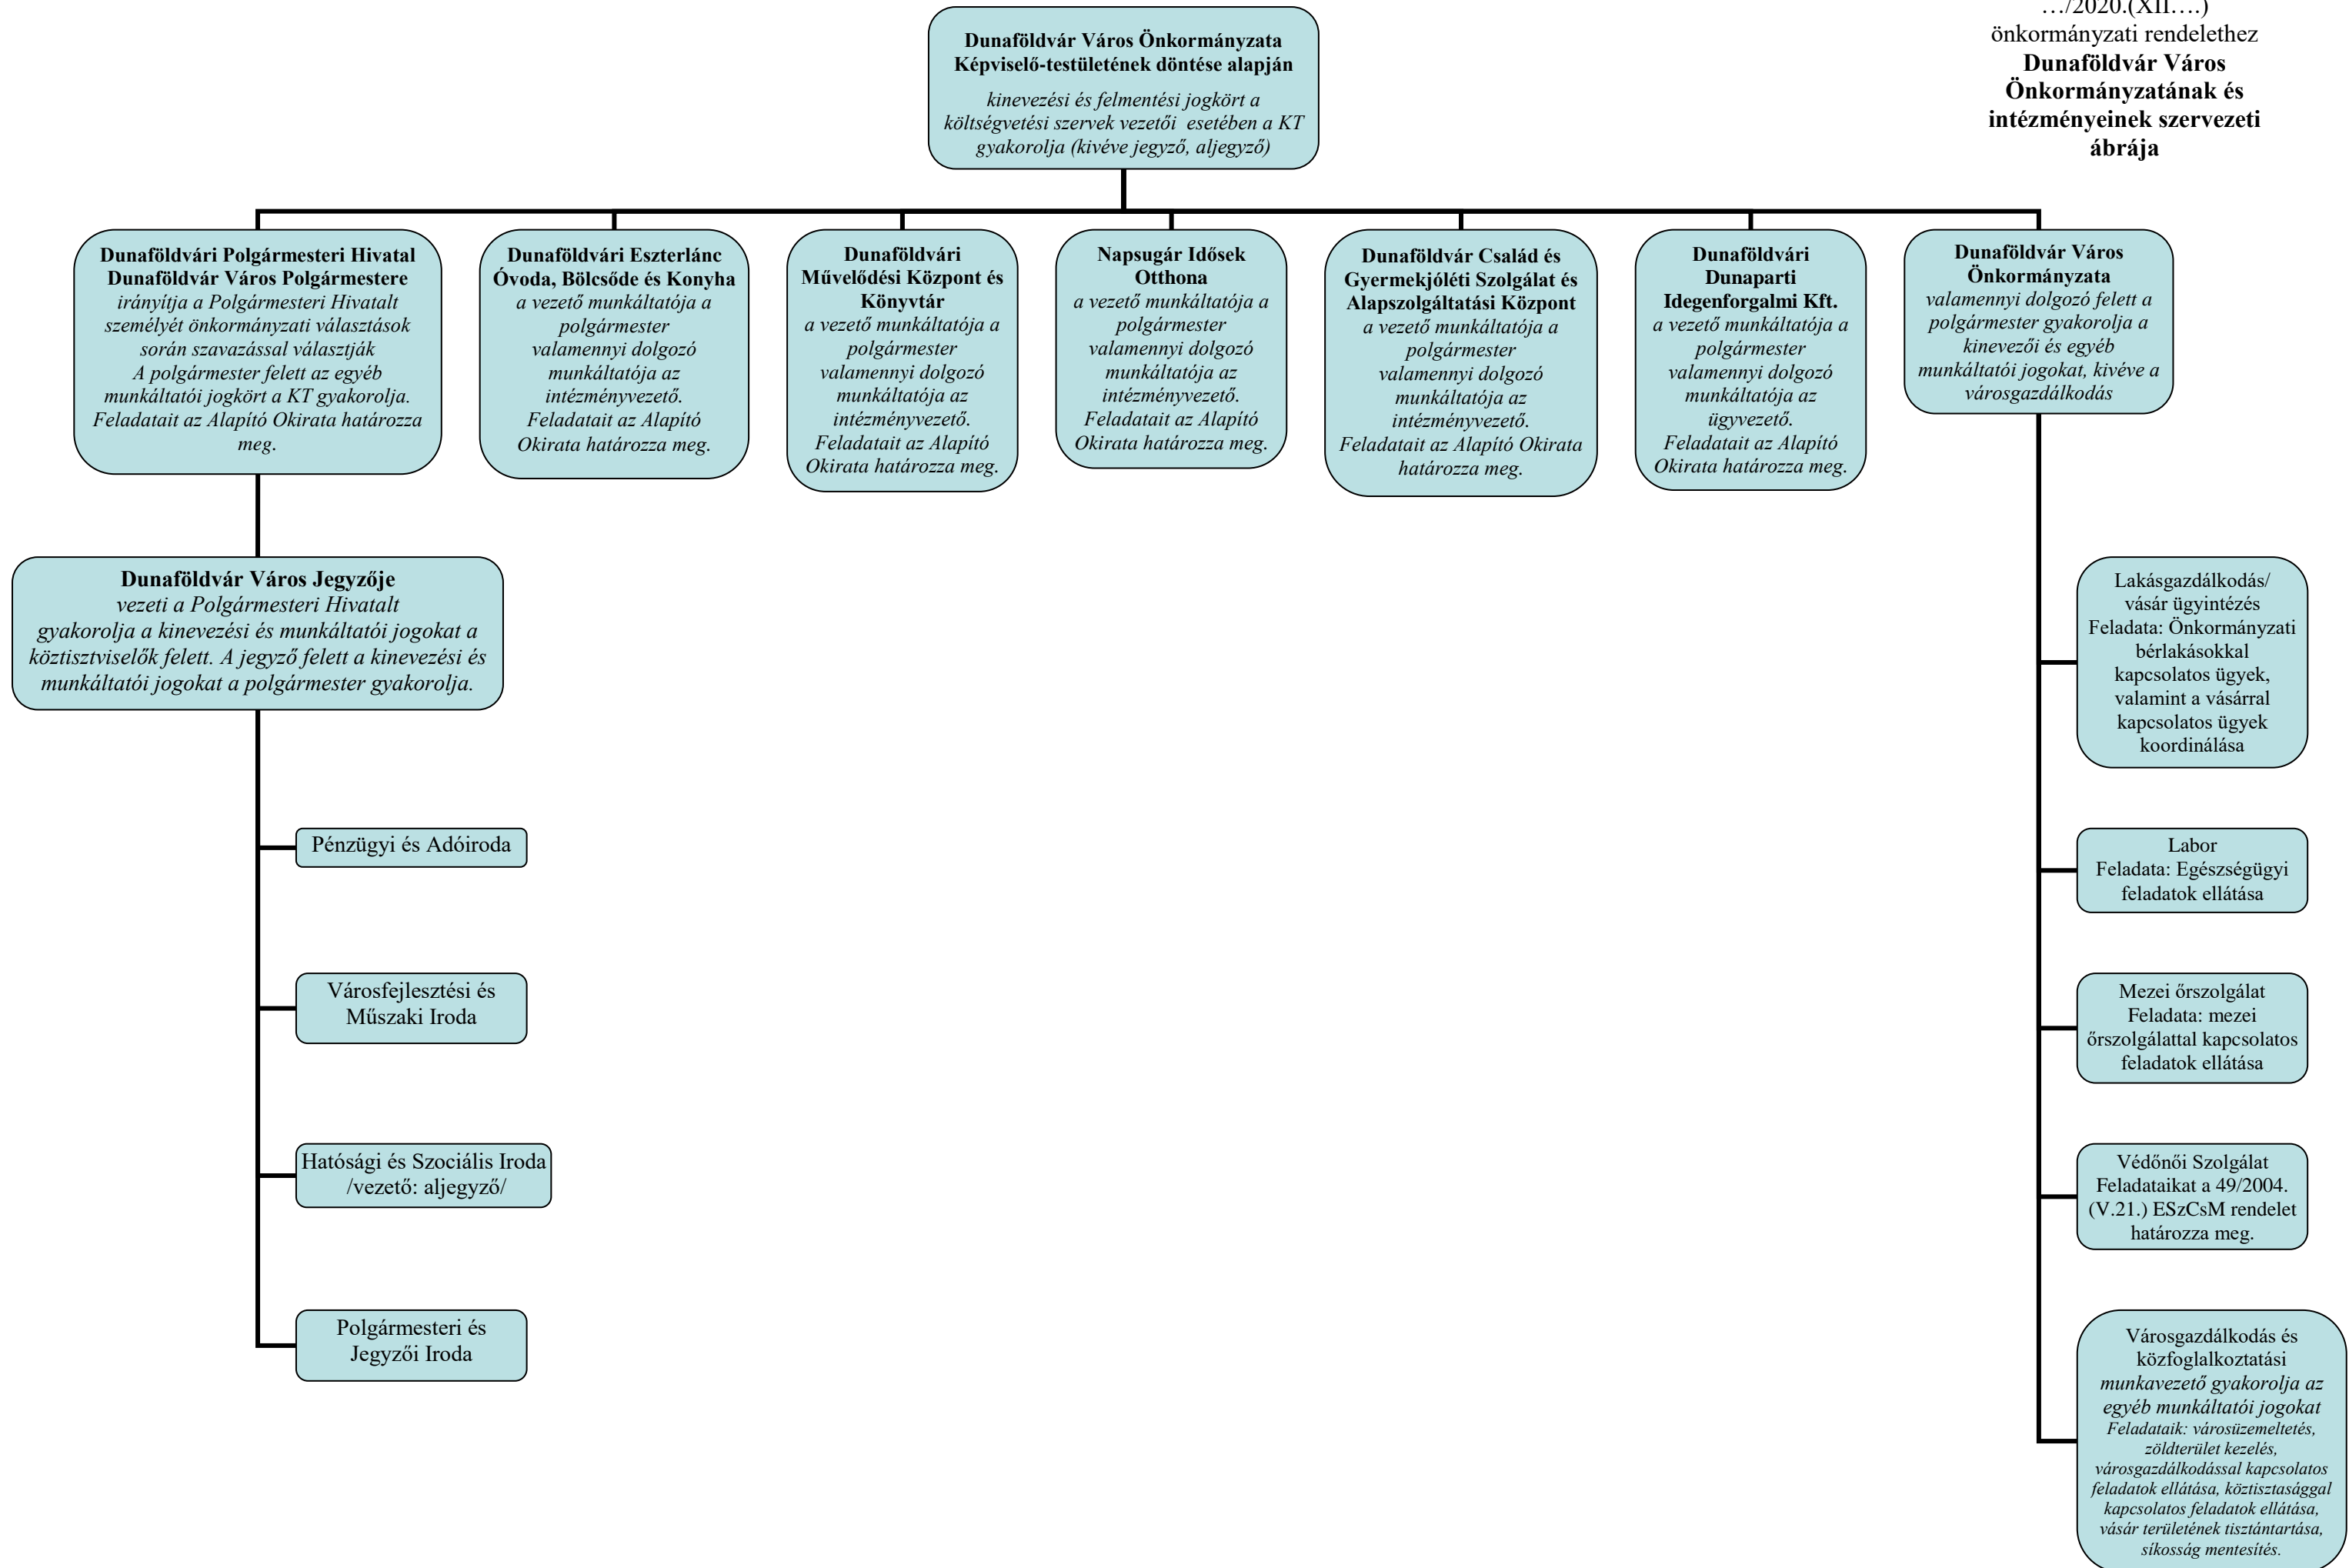 …/2020.(XII.…)
önkormányzati rendelethez
Dunaföldvár Város
Önkormányzatának és
intézményeinek szervezeti
ábrája
Dunaföldvár Város Önkormányzata
Képviselő-testületének döntése alapján
kinevezési és felmentési jogkört a
költségvetési szervek vezetői esetében a KT
gyakorolja (kivéve jegyző, aljegyző)
Dunaföldvári Polgármesteri Hivatal
Dunaföldvár Város Polgármestere
irányítja a Polgármesteri Hivatalt
személyét önkormányzati választások
során szavazással választják
A polgármester felett az egyéb
munkáltatói jogkört a KT gyakorolja.
Feladatait az Alapító Okirata határozza
meg.
Dunaföldvári Eszterlánc
Óvoda, Bölcsőde és Konyha
a vezető munkáltatója a
polgármester
valamennyi dolgozó
munkáltatója az
intézményvezető.
Feladatait az Alapító
Okirata határozza meg.
Dunaföldvári
Művelődési Központ és
Könyvtár
a vezető munkáltatója a
polgármester
valamennyi dolgozó
munkáltatója az
intézményvezető.
Feladatait az Alapító
Okirata határozza meg.
Napsugár Idősek
Otthona
a vezető munkáltatója a
polgármester
valamennyi dolgozó
munkáltatója az
intézményvezető.
Feladatait az Alapító
Okirata határozza meg.
Dunaföldvár Család és
Gyermekjóléti Szolgálat és
Alapszolgáltatási Központ
a vezető munkáltatója a
polgármester
valamennyi dolgozó
munkáltatója az
intézményvezető.
Feladatait az Alapító Okirata
határozza meg.
Dunaföldvári
Dunaparti
Idegenforgalmi Kft.
a vezető munkáltatója a
polgármester
valamennyi dolgozó
munkáltatója az
ügyvezető.
Feladatait az Alapító
Okirata határozza meg.
Dunaföldvár Város
Önkormányzata
valamennyi dolgozó felett a
polgármester gyakorolja a
kinevezői és egyéb
munkáltatói jogokat, kivéve a
városgazdálkodás
Dunaföldvár Város Jegyzője
vezeti a Polgármesteri Hivatalt
gyakorolja a kinevezési és munkáltatói jogokat a
köztisztviselők felett. A jegyző felett a kinevezési és
munkáltatói jogokat a polgármester gyakorolja.
Pénzügyi és Adóiroda
Városfejlesztési és
Műszaki Iroda
Hatósági és Szociális Iroda
/vezető: aljegyző/
Polgármesteri és
Jegyzői Iroda
Lakásgazdálkodás/
vásár ügyintézés
Feladata: Önkormányzati
bérlakásokkal
kapcsolatos ügyek,
valamint a vásárral
kapcsolatos ügyek
koordinálása
Labor
Feladata: Egészségügyi
feladatok ellátása
Mezei őrszolgálat
Feladata: mezei
őrszolgálattal kapcsolatos
feladatok ellátása
Védőnői Szolgálat
Feladataikat a 49/2004.
(V.21.) ESzCsM rendelet
határozza meg.
Városgazdálkodás és
közfoglalkoztatási
munkavezető gyakorolja az
egyéb munkáltatói jogokat
Feladataik: városüzemeltetés,
zöldterület kezelés,
városgazdálkodással kapcsolatos
feladatok ellátása, köztisztasággal
kapcsolatos feladatok ellátása,
vásár területének tisztántartása,
síkosság mentesítés.